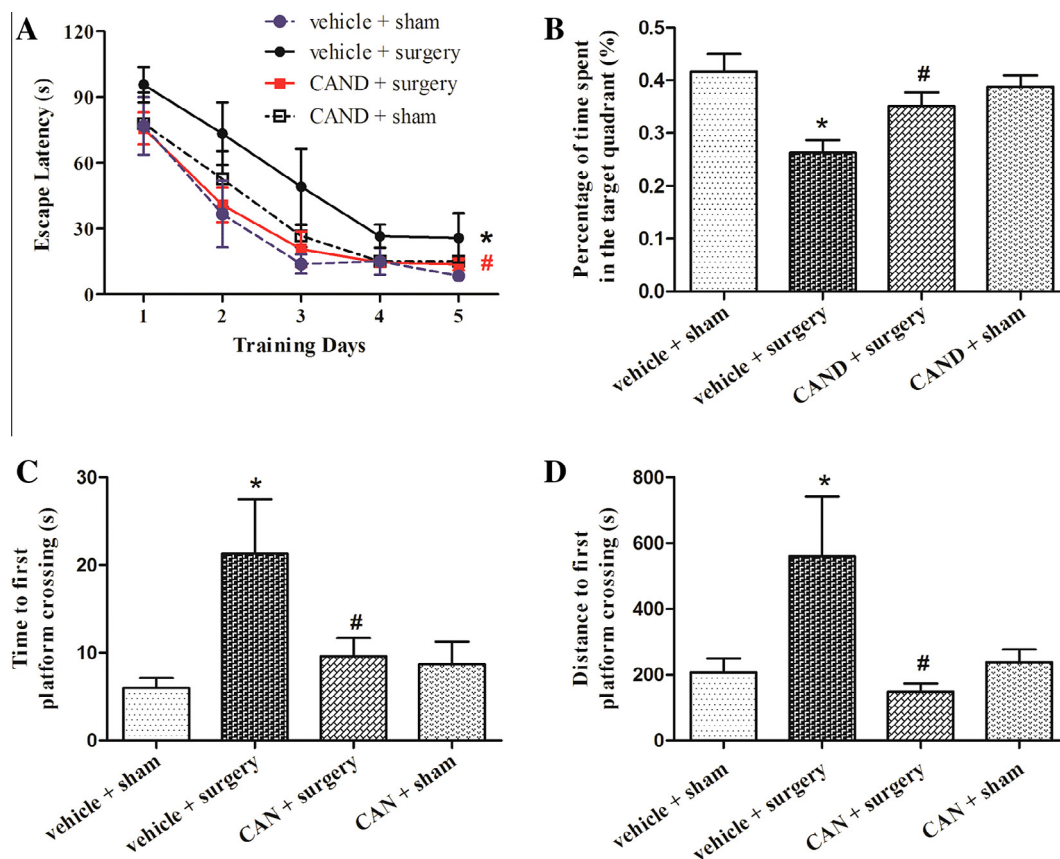 A
120
90
60
30
0
Escape Latency (s)
1 2 3 4 5
Training Days
vehicle + sham
vehicle + surgery
CAND + surgery
CAND + sham
*
#
B
0.5
0.4
0.3
0.2
0.1
0.0
Percentage of time spent
in the target quadrant (%)
*
#
vehicle + sham
vehicle + surgery
CAND + surgery
CAND + sham
C
30
20
10
0
Time to first
platform crossing (s)
*
#
vehicle + sham
vehicle + surgery
CAN + surgery
CAN + sham
D
800
600
400
200
0
Distance to first
platform crossing (s)
*
#
vehicle + sham
vehicle + surgery
CAN + surgery
CAN + sham